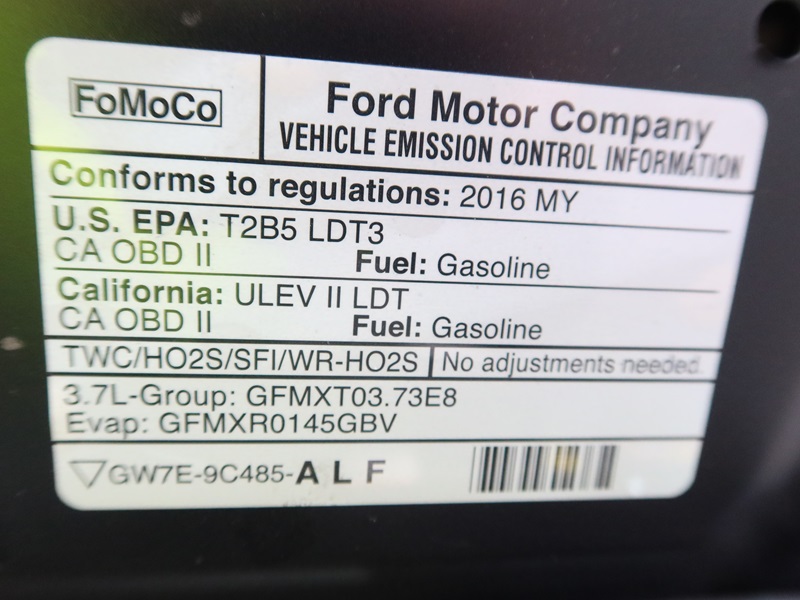 FoMoCo
Ford Motor Company
VEHICLE EMISSION CONTROL INFORMATION
Conforms to regulations: 2016 MY
U.S. EPA: T2B5 LDT3
CA OBD II Fuel: Gasoline
California: ULEV II LDT
CA OBD II Fuel: Gasoline
TWC/HO2S/SFI/WR-HO2S No adjustments needed.
3.7L-Group: GFMXT03.73E8
Evap: GFMXR0145GBV
GW7E-9C485-A L F